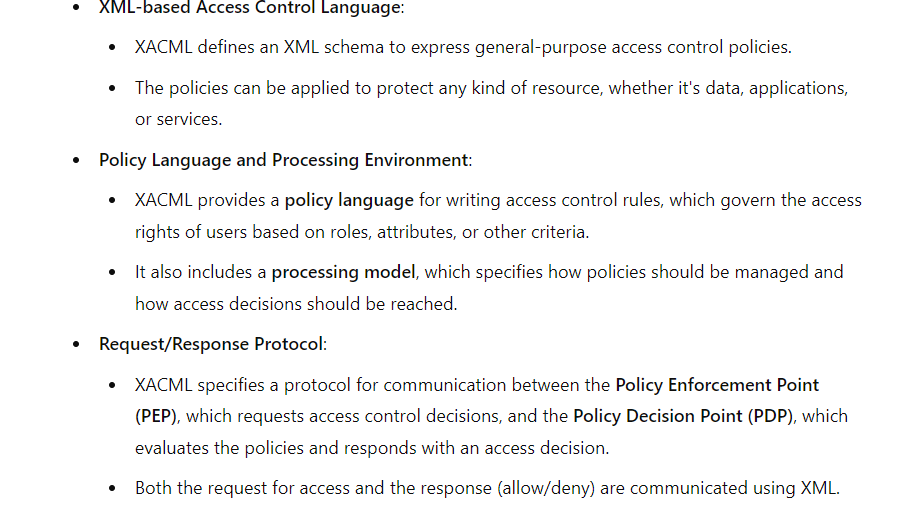 XML-based Access Control Language:
XACML defines an XML schema to express general-purpose access control policies.
The policies can be applied to protect any kind of resource, whether it's data, applications,
or services.
Policy Language and Processing Environment:
XACML provides a policy language for writing access control rules, which govern the access
rights of users based on roles, attributes, or other criteria.
It also includes a processing model, which specifies how policies should be managed and
how access decisions should be reached.
Request/Response Protocol:
XACML specifies a protocol for communication between the Policy Enforcement Point
(PEP), which requests access control decisions, and the Policy Decision Point (PDP), which
evaluates the policies and responds with an access decision.
Both the request for access and the response (allow/deny) are communicated using XML.